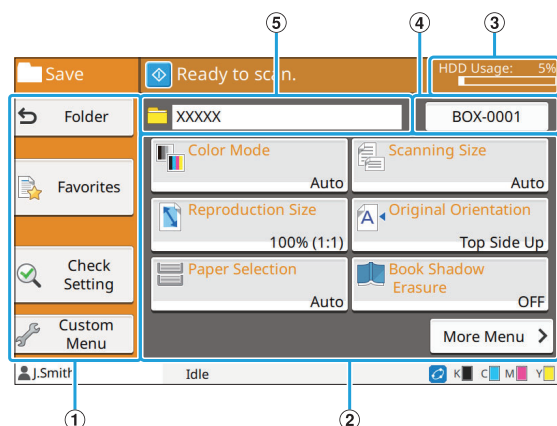 5 4 3
Save
Ready to scan.
HDD Usage: 5%
Folder
XXXXX
BOX-0001
Favorites
Color Mode
Auto
Scanning Size
Auto
Reproduction Size
100% (1:1)
Original Orientation
Top Side Up
Check
Setting
Paper Selection
Auto
Book Shadow
Erasure
OFF
Custom
Menu
More Menu
J.Smith
Idle
K C M Y
1 2